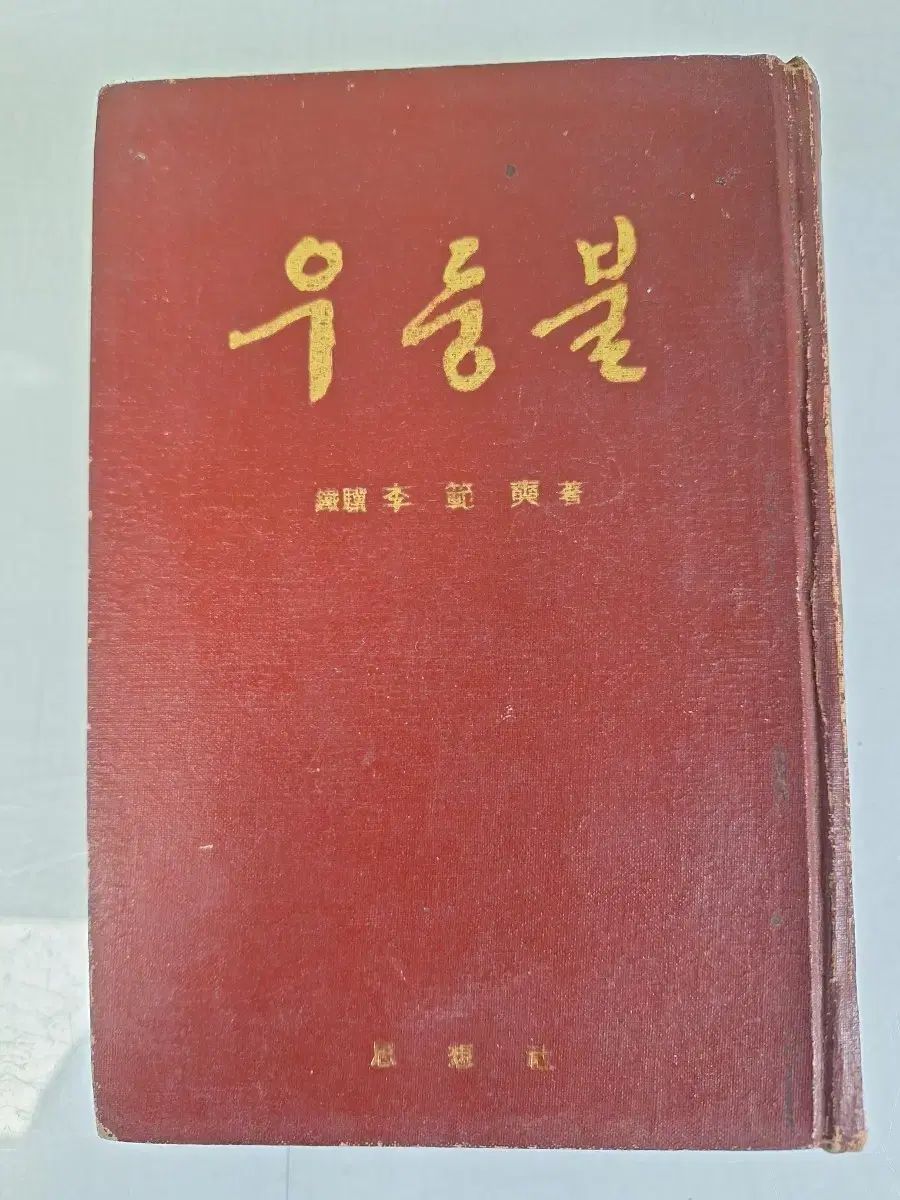 우둥불
鐵驥 李範奭 著
思想社